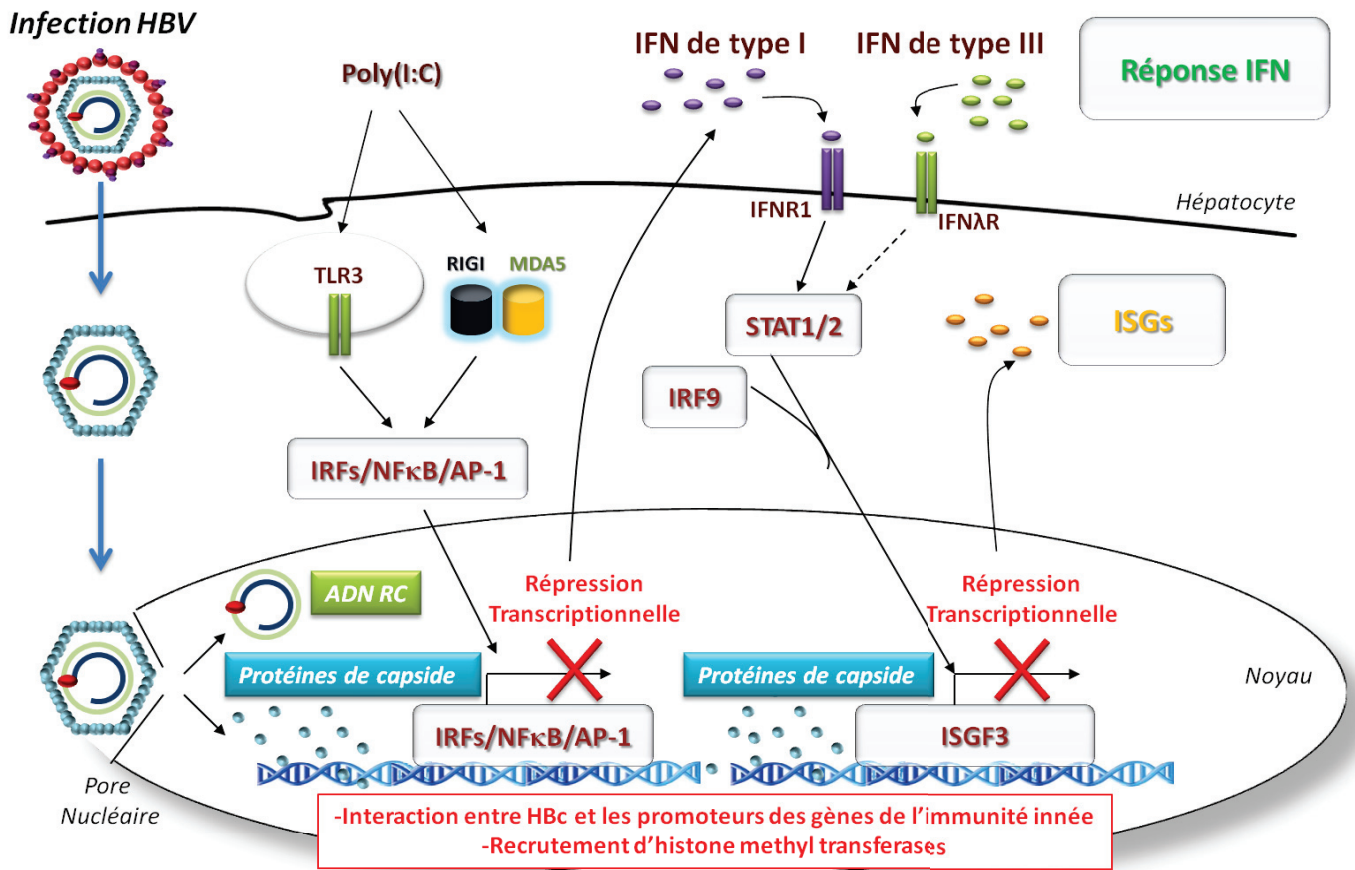 Infection HBV
Poly(I:C)
IFN de type I
IFN de type III
Réponse IFN
IFNR1
IFNλR
Hépatocyte
TLR3
RIGI
MDA5
STAT1/2
ISGs
IRF9
IRFs/NFκB/AP-1
ADN RC
Répression
Transcriptionnelle
Répression
Transcriptionnelle
Protéines de capside
Protéines de capside
Noyau
IRFs/NFκB/AP-1
ISGF3
Pore
Nucléaire
-Interaction entre HBc et les promoteurs des gènes de l’immunité innée
-Recrutement d’histone methyl transferases